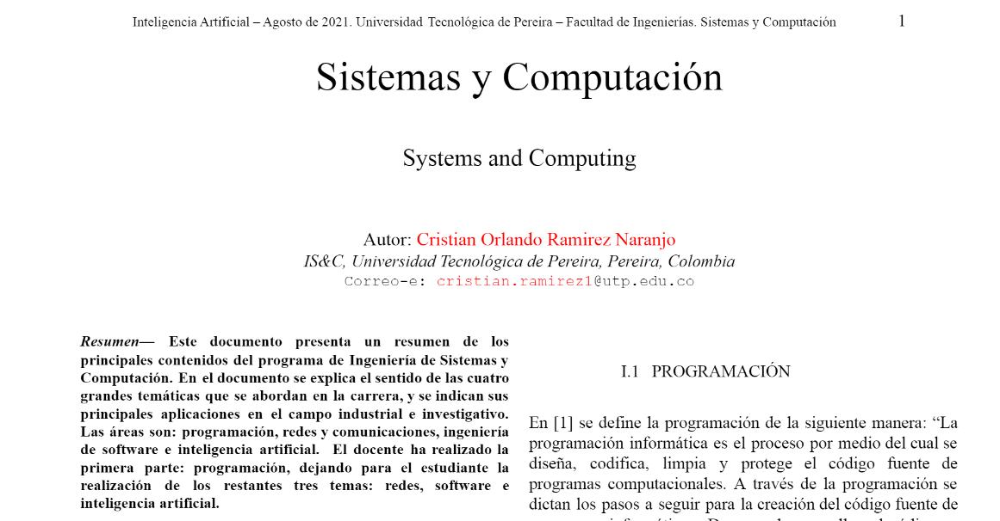 Inteligencia Artificial – Agosto de 2021. Universidad Tecnológica de Pereira – Facultad de Ingenierías. Sistemas y Computación 1
Sistemas y Computación
Systems and Computing
Autor: Cristian Orlando Ramirez Naranjo
IS&C, Universidad Tecnológica de Pereira, Pereira, Colombia
Correo-e: cristian.ramirez1@utp.edu.co
Resumen— Este documento presenta un resumen de los
principales contenidos del programa de Ingeniería de Sistemas y
Computación. En el documento se explica el sentido de las cuatro
grandes temáticas que se abordan en la carrera, y se indican sus
principales aplicaciones en el campo industrial e investigativo.
Las áreas son: programación, redes y comunicaciones, ingeniería
de software e inteligencia artificial. El docente ha realizado la
primera parte: programación, dejando para el estudiante la
realización de los restantes tres temas: redes, software e
inteligencia artificial.
I.1 PROGRAMACIÓN
En [1] se define la programación de la siguiente manera: “La
programación informática es el proceso por medio del cual se
diseña, codifica, limpia y protege el código fuente de
programas computacionales. A través de la programación se
dictan los pasos a seguir para la creación del código fuente de